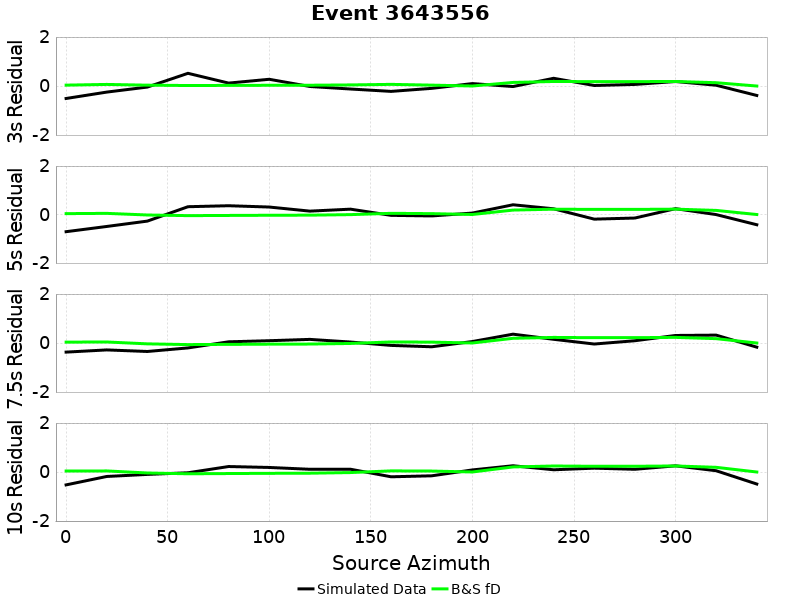 Event 3643556
3s Residual
2
0
-2
5s Residual
2
0
-2
7.5s Residual
2
0
-2
10s Residual
2
0
-2
0 50 100 150 200 250 300
Source Azimuth
Simulated Data B&S fD